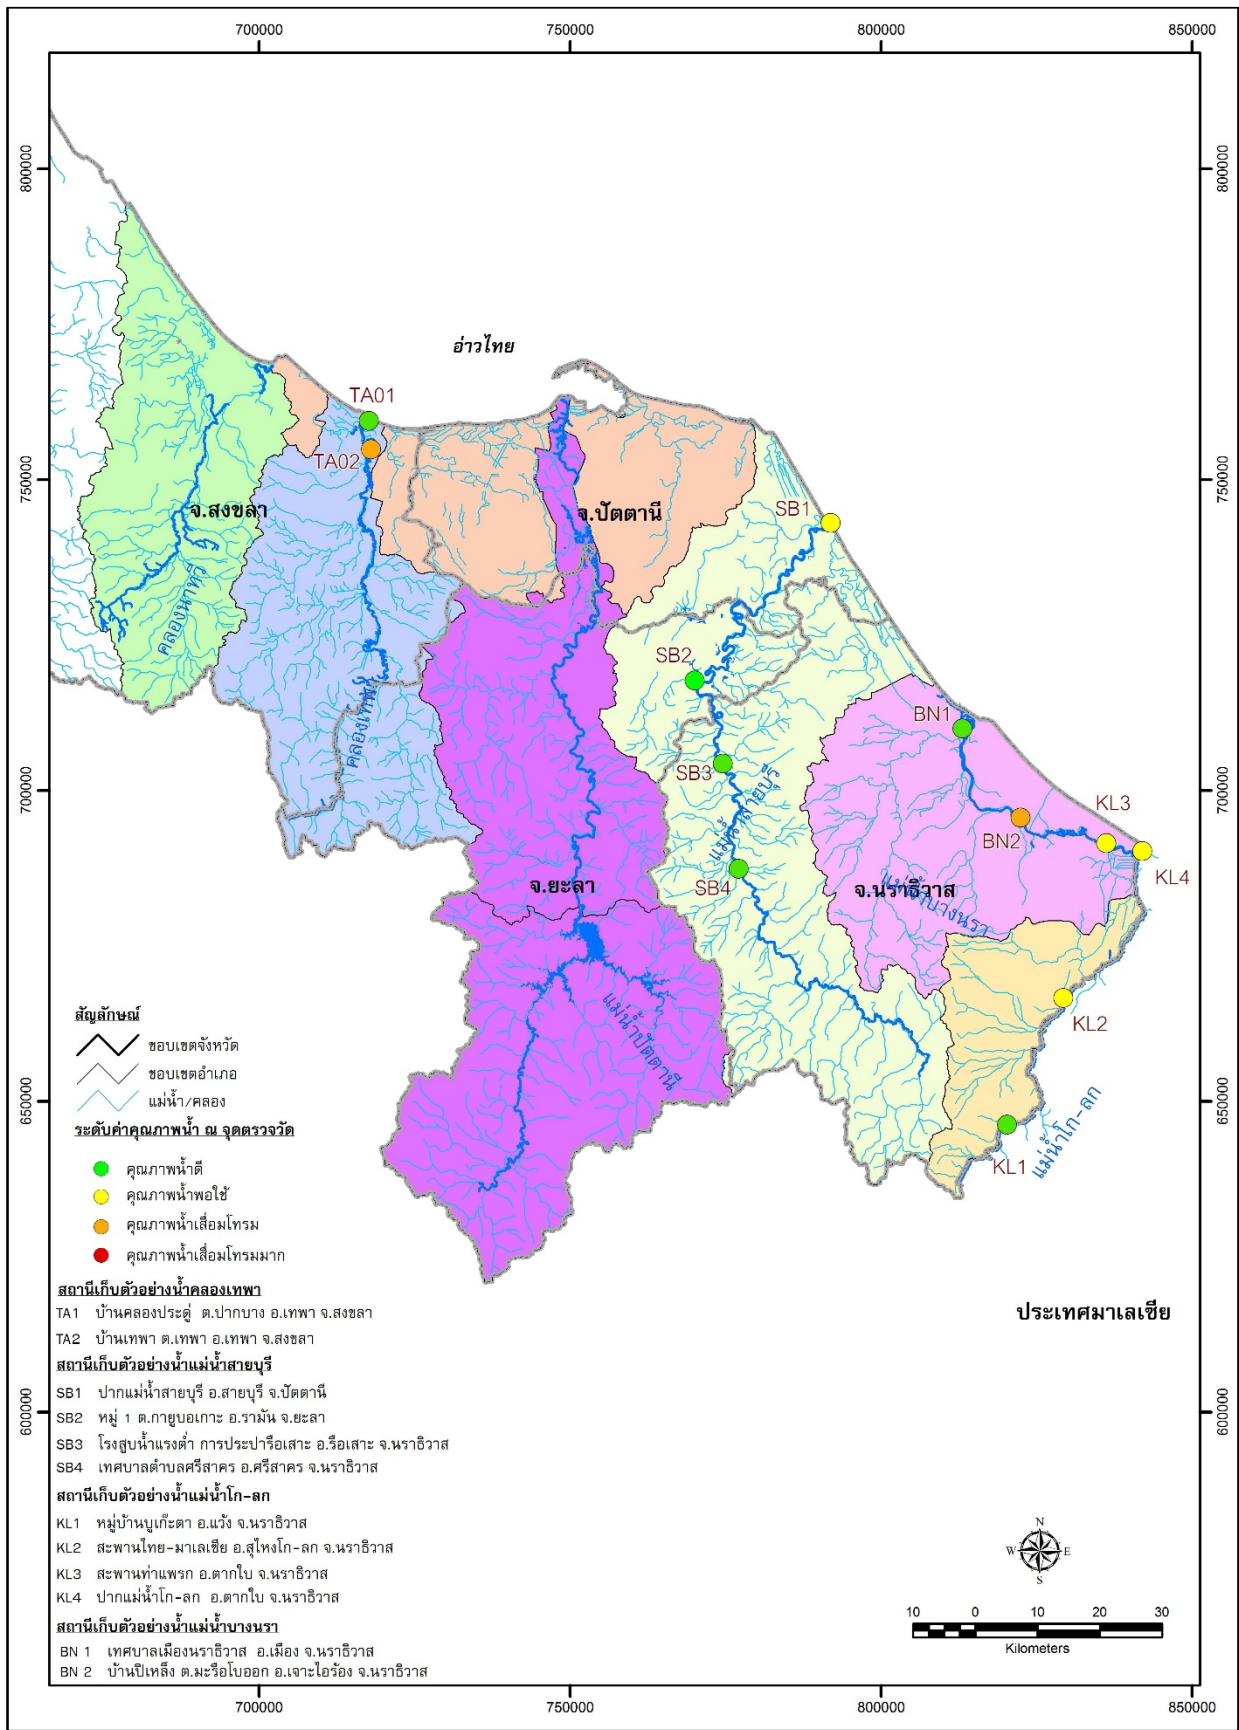 700000
750000
800000
850000
800000
800000
อ่าวไทย
TA01
TA02
750000
750000
จ.สงขลา
จ.ปัตตานี
SB1
คลองนาทวี
SB2
คลองเทพา
BN1
SB3
700000
700000
KL3
แม่น้ำสายบุรี
BN2
KL4
SB4
จ.ยะลา
จ.นราธิวาส
แม่น้ำบางนรา
แม่น้ำปัตตานี
KL2
650000
650000
แม่น้ำโก-ลก
KL1
สัญลักษณ์
ขอบเขตจังหวัด
ขอบเขตอำเภอ
แม่น้ำ/คลอง
ระดับค่าคุณภาพน้ำ ณ จุดตรวจวัด
คุณภาพน้ำดี
คุณภาพน้ำพอใช้
คุณภาพน้ำเสื่อมโทรม
คุณภาพน้ำเสื่อมโทรมมาก
ประเทศมาเลเซีย
สถานีเก็บตัวอย่างน้ำคลองเทพา
TA1 บ้านคลองประดู่ ต.ปากบาง อ.เทพา จ.สงขลา
TA2 บ้านเทพา ต.เทพา อ.เทพา จ.สงขลา
สถานีเก็บตัวอย่างน้ำแม่น้ำสายบุรี
SB1 ปากแม่น้ำสายบุรี อ.สายบุรี จ.ปัตตานี
SB2 หมู่ 1 ต.กายูบอเกาะ อ.รามัน จ.ยะลา
SB3 โรงสูบน้ำแรงต่ำ การประปารือเสาะ อ.รือเสาะ จ.นราธิวาส
SB4 เทศบาลตำบลศรีสาคร อ.ศรีสาคร จ.นราธิวาส
600000
600000
สถานีเก็บตัวอย่างน้ำแม่น้ำโก-ลก
KL1 หมู่บ้านบูเก๊ะตา อ.แว้ง จ.นราธิวาส
KL2 สะพานไทย-มาเลเซีย อ.สุไหงโก-ลก จ.นราธิวาส
KL3 สะพานท่าแพรก อ.ตากใบ จ.นราธิวาส
KL4 ปากแม่น้ำโก-ลก อ.ตากใบ จ.นราธิวาส
สถานีเก็บตัวอย่างน้ำแม่น้ำบางนรา
BN 1 เทศบาลเมืองนราธิวาส อ.เมือง จ.นราธิวาส
BN 2 บ้านปิเหล็ง ต.มะรือโบออก อ.เจาะไอร้อง จ.นราธิวาส
N
W E
S
10 0 10 20 30
Kilometers
700000
750000
800000
850000